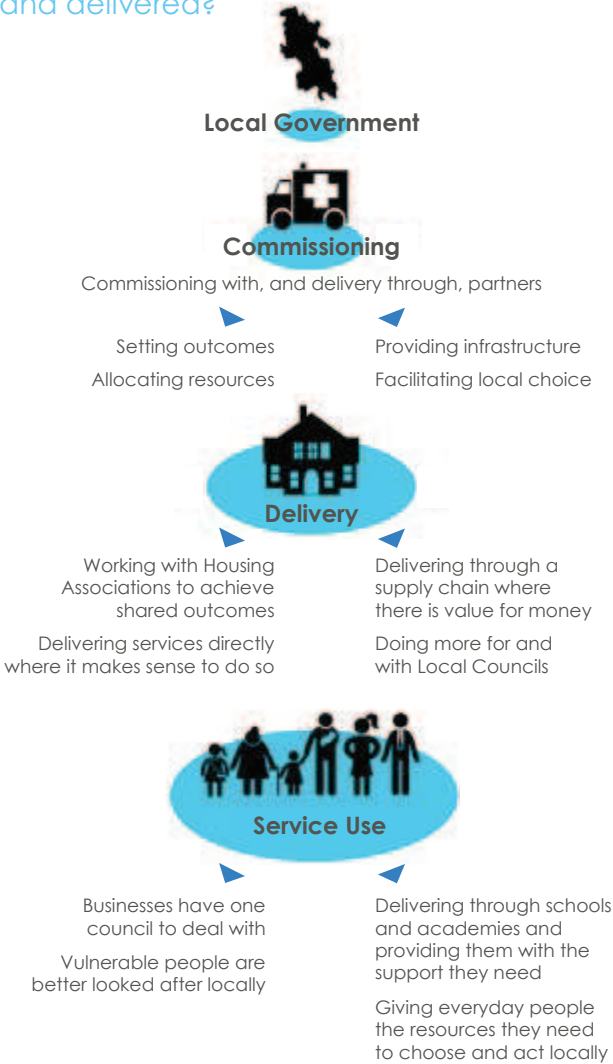 and delivered?
Local Government
Commissioning
Commissioning with, and delivery through, partners
Setting outcomes
Allocating resources
Providing infrastructure
Facilitating local choice
Delivery
Working with Housing
Associations to achieve
shared outcomes
Delivering services directly
where it makes sense to do so
Delivering through a
supply chain where
there is value for money
Doing more for and
with Local Councils
Service Use
Businesses have one
council to deal with
Vulnerable people are
better looked after locally
Delivering through schools
and academies and
providing them with the
support they need
Giving everyday people
the resources they need
to choose and act locally